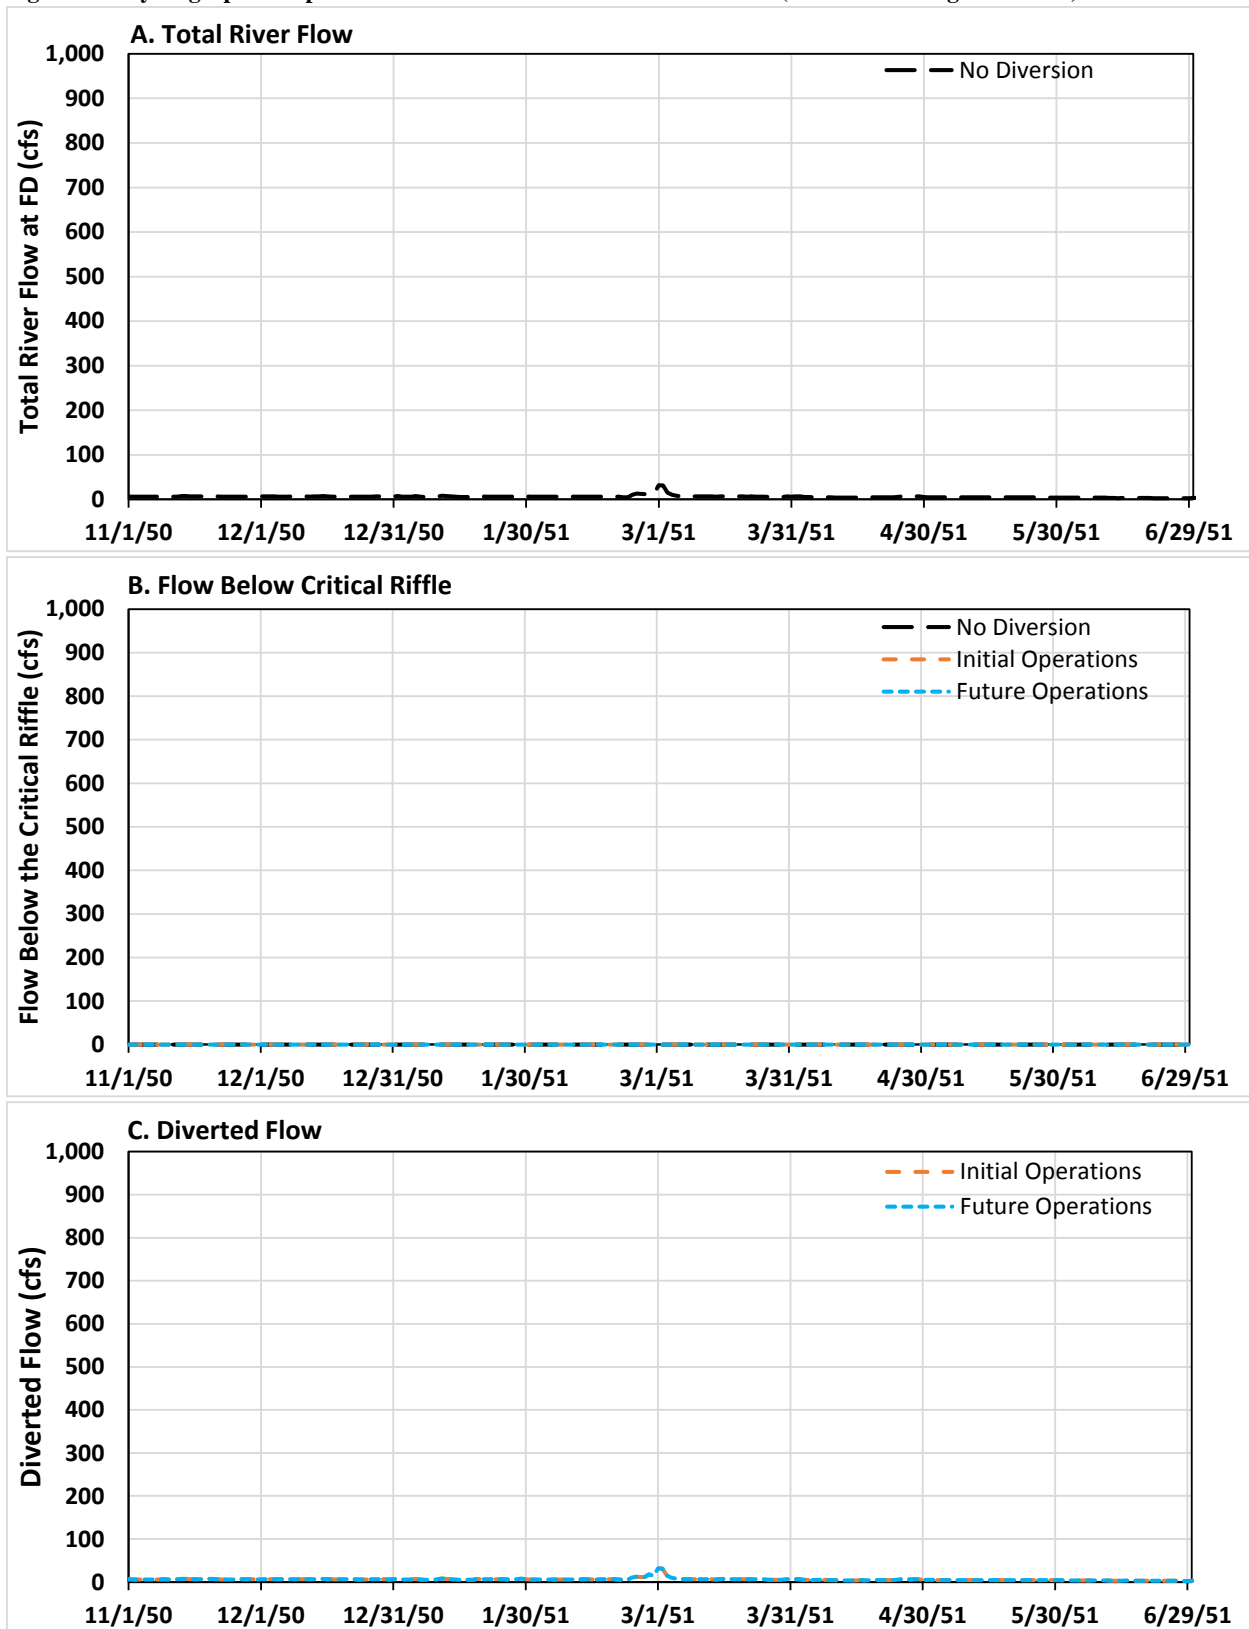 A. Total River Flow
1,000
900
800
700
600
500
400
300
200
100
0
Total River Flow at FD (cfs)
No Diversion
11/1/50 12/1/50 12/31/50 1/30/51 3/1/51 3/31/51 4/30/51 5/30/51 6/29/51
B. Flow Below Critical Riffle
1,000
900
800
700
600
500
400
300
200
100
0
Flow Below the Critical Riffle (cfs)
No Diversion
Initial Operations
Future Operations
11/1/50 12/1/50 12/31/50 1/30/51 3/1/51 3/31/51 4/30/51 5/30/51 6/29/51
C. Diverted Flow
1,000
900
800
700
600
500
400
300
200
100
0
Diverted Flow (cfs)
Initial Operations
Future Operations
11/1/50 12/1/50 12/31/50 1/30/51 3/1/51 3/31/51 4/30/51 5/30/51 6/29/51